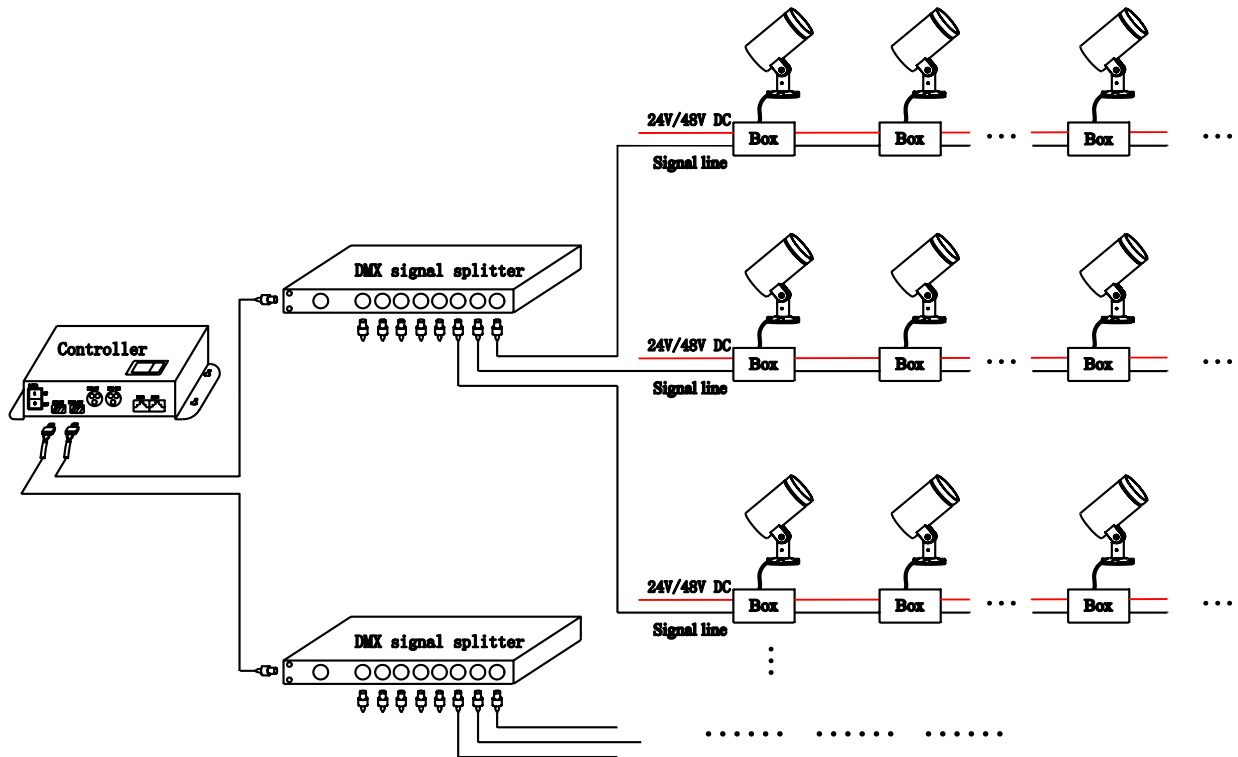 24V/48V DC
Box
Box
Box
Signal line
DMX signal splitter
24V/48V DC
Box
Box
Box
Signal line
Controller
24V/48V DC
Box
Box
Box
Signal line
DMX signal splitter